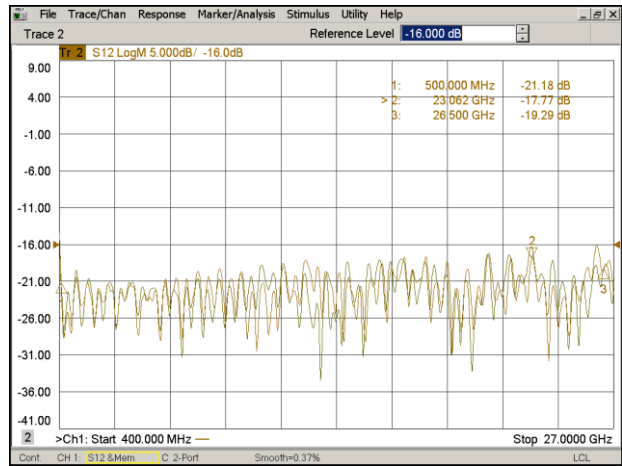 File Trace/Chan Response Marker/Analysis Stimulus Utility Help
Trace 2 Reference Level -16.000 dB
Tr 2 S12 LogM 5.000dB/ -16.0dB
9.00
1: 500.000 MHz -21.18 dB
4.00 > 2: 23.062 GHz -17.77 dB
3: 26.500 GHz -19.29 dB
-1.00
-6.00
-11.00
-16.00
2
-21.00
3
-26.00
-31.00
-36.00
-41.00
2 >Ch1: Start 400.000 MHz — Stop 27.0000 GHz
Cont. CH 1: S12 &Mem C 2-Port Smooth=0.37% LCL